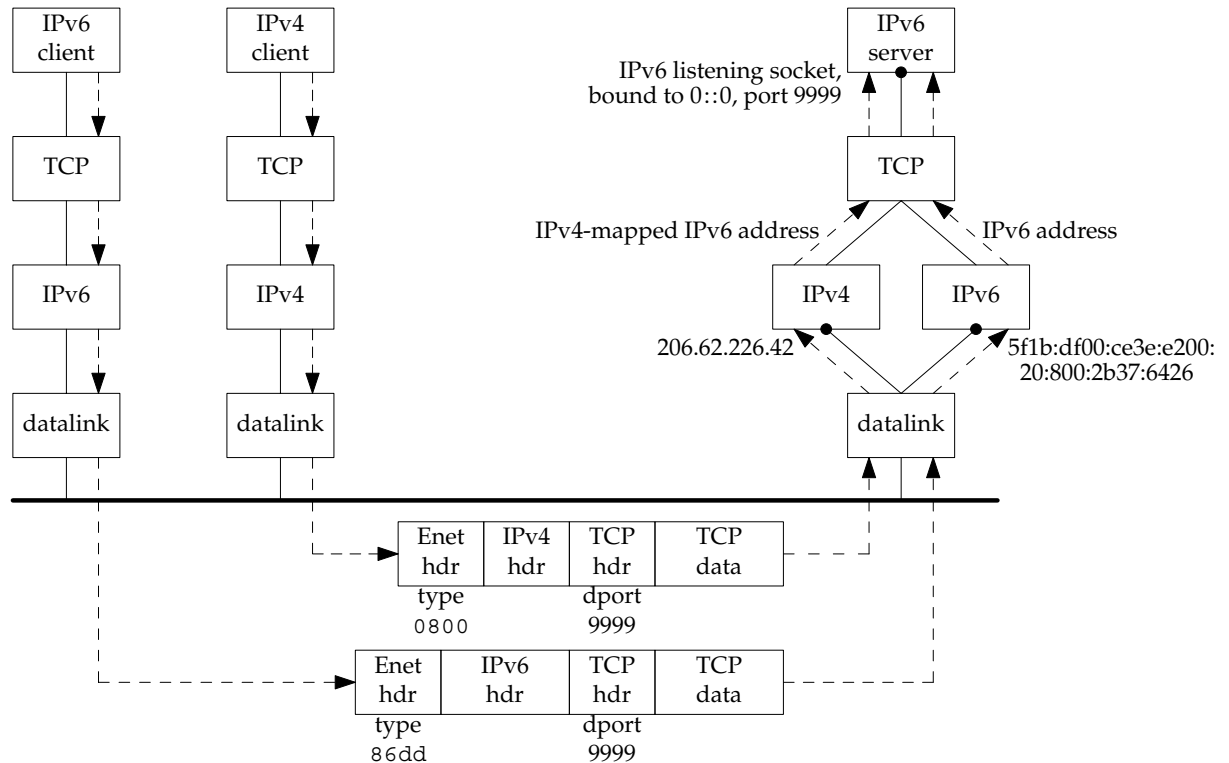 IPv6
client
IPv4
client
IPv6
server
IPv6 listening socket,
bound to 0::0, port 9999
TCP
TCP
TCP
IPv4-mapped IPv6 address
IPv6 address
IPv6
IPv4
IPv4
IPv6
206.62.226.42
5f1b:df00:ce3e:e200:
20:800:2b37:6426
datalink
datalink
datalink
Enet
hdr
IPv4
hdr
TCP
hdr
TCP
data
type
0800
dport
9999
Enet
hdr
IPv6
hdr
TCP
hdr
TCP
data
type
86dd
dport
9999